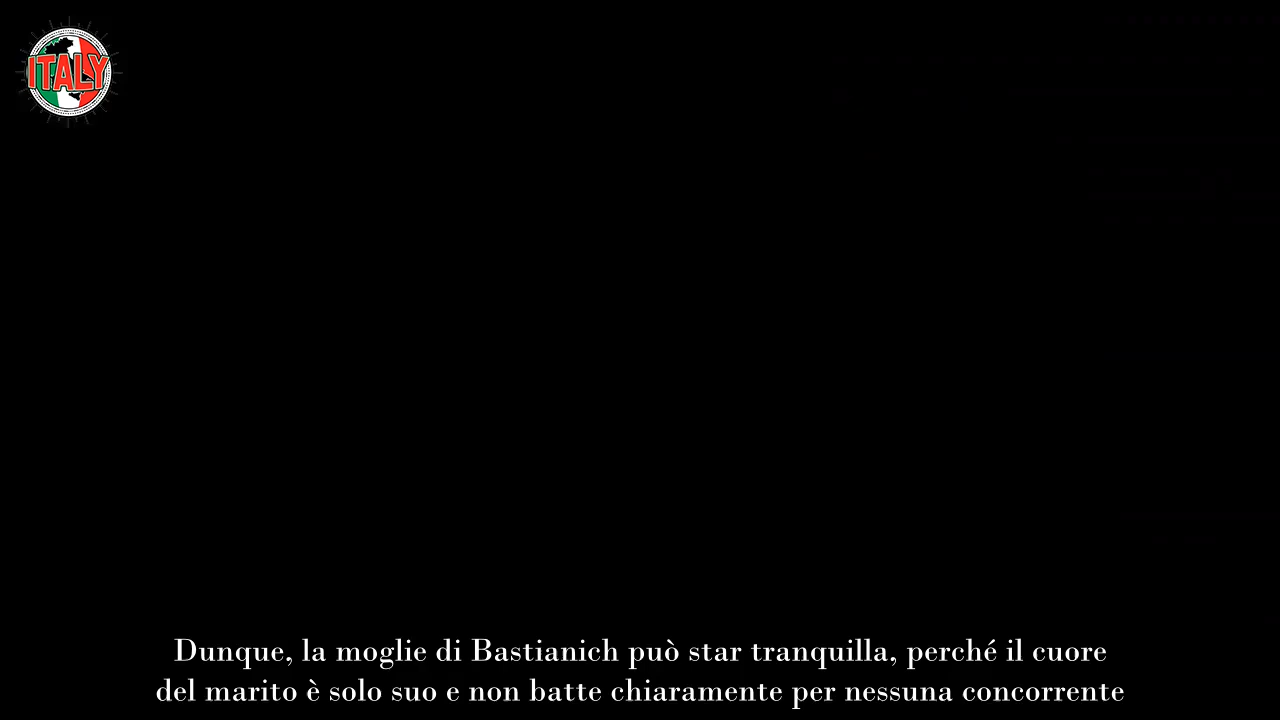 ITALY
Dunque, la moglie di Bastianich può star tranquilla, perché il cuore
del marito è solo suo e non batte chiaramente per nessuna concorrente